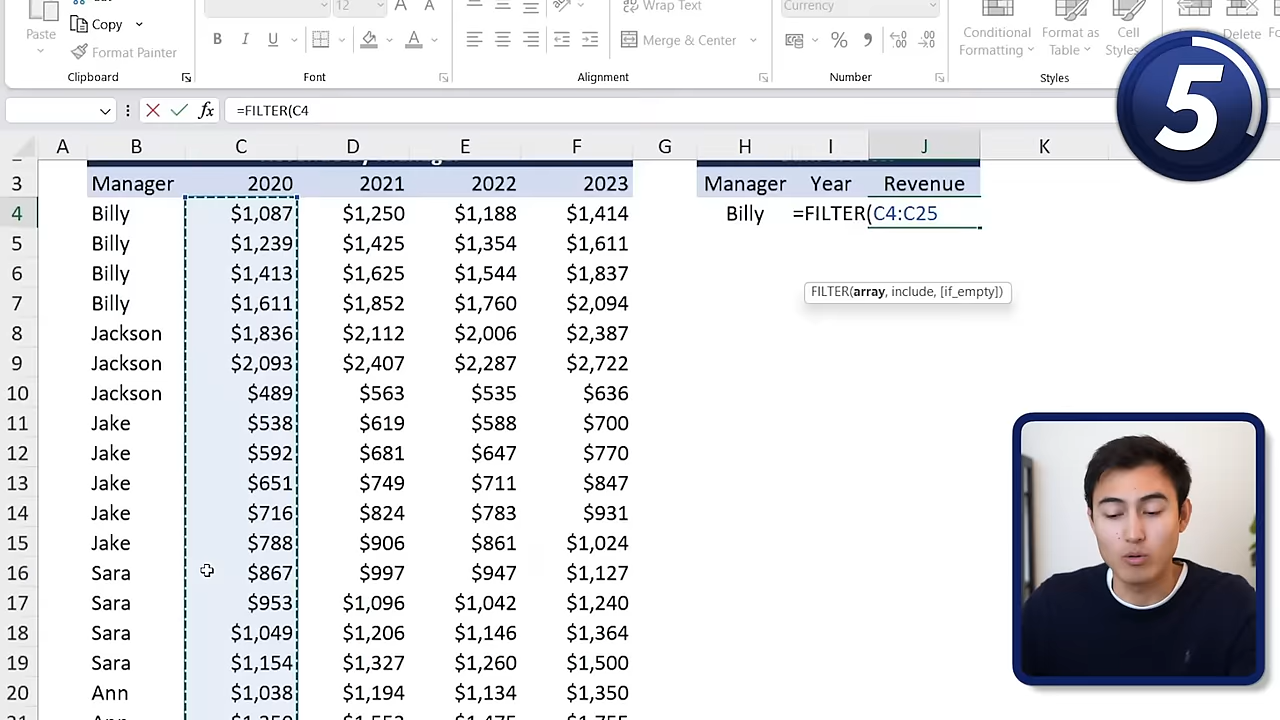 Paste
Copy
Format Painter
Clipboard
12
A A
B I U
A
Font
Wrap Text
Merge & Center
Alignment
Currency
%
Number
Conditional Formatting
Format as Table
Cell Styles
Delete
Styles
5
fx =FILTER(C4
A B C D E F G H I J K
3 Manager 2020 2021 2022 2023 Manager Year Revenue
4 Billy $1,087 $1,250 $1,188 $1,414 Billy =FILTER(C4:C25
5 Billy $1,239 $1,425 $1,354 $1,611
6 Billy $1,413 $1,625 $1,544 $1,837
FILTER(array, include, [if_empty])
7 Billy $1,611 $1,852 $1,760 $2,094
8 Jackson $1,836 $2,112 $2,006 $2,387
9 Jackson $2,093 $2,407 $2,287 $2,722
10 Jackson $489 $563 $535 $636
11 Jake $538 $619 $588 $700
12 Jake $592 $681 $647 $770
13 Jake $651 $749 $711 $847
14 Jake $716 $824 $783 $931
15 Jake $788 $906 $861 $1,024
16 Sara $867 $997 $947 $1,127
17 Sara $953 $1,096 $1,042 $1,240
18 Sara $1,049 $1,206 $1,146 $1,364
19 Sara $1,154 $1,327 $1,260 $1,500
20 Ann $1,038 $1,194 $1,134 $1,350